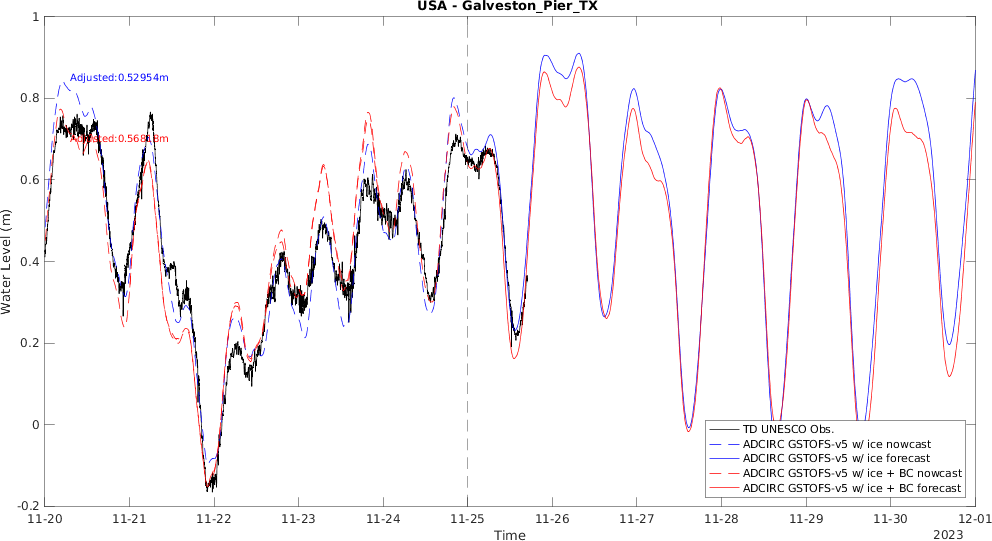 USA - Galveston_Pier_TX
Water Level (m)
1
0.8
0.6
0.4
0.2
0
-0.2
Adjusted:0.52954m
TD UNESCO Obs.
ADCIRC GSTOFS-v5 w/ ice nowcast
ADCIRC GSTOFS-v5 w/ ice forecast
ADCIRC GSTOFS-v5 w/ ice + BC nowcast
ADCIRC GSTOFS-v5 w/ ice + BC forecast
11-20 11-21 11-22 11-23 11-24 11-25 11-26 11-27 11-28 11-29 11-30 12-01
Time
2023